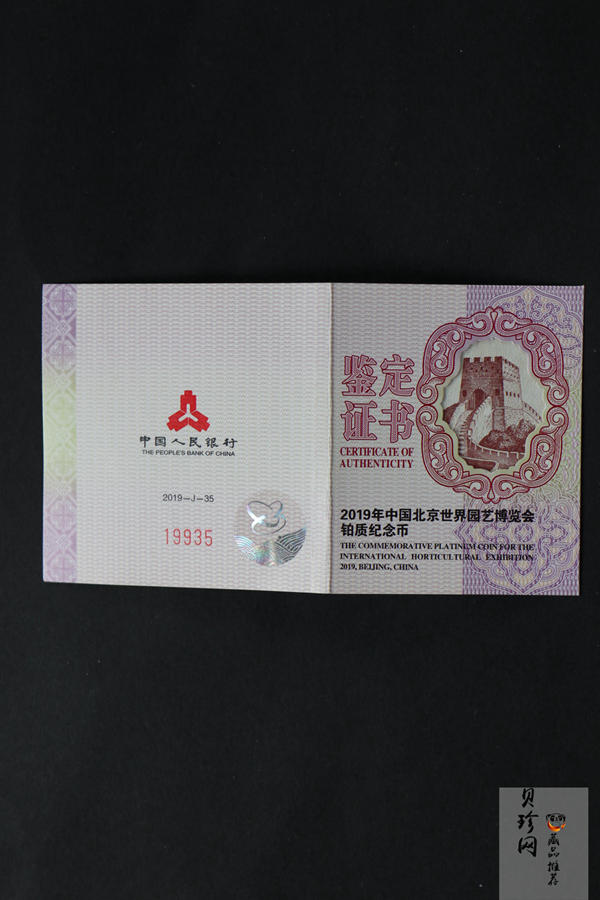 中国人民银行
THE PEOPLE'S BANK OF CHINA
2019-J-35
19935
鉴定
证书
CERTIFICATE OF
AUTHENTICITY
2019年中国北京世界园艺博览会
铂质纪念币
THE COMMEMORATIVE PLATINUM COIN FOR THE
INTERNATIONAL HORTICULTURAL EXHIBITION
2019, BEIJING, CHINA
贝珍网
藏品
推荐